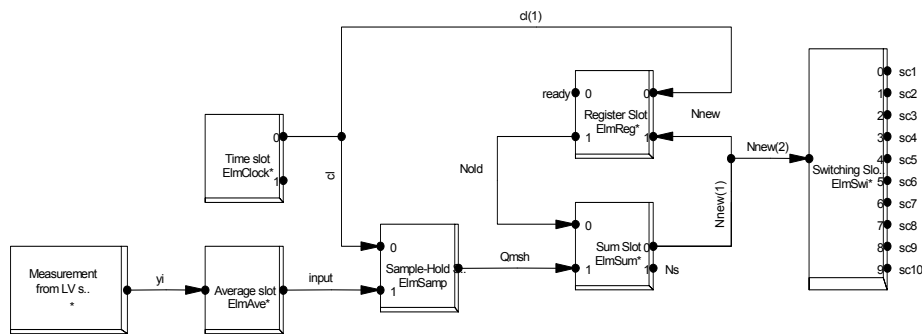 cl(1)
0
1
Time slot
ElmClock*
cl
ready
0
0
Register Slot
ElmReg*
1
1
Nnew
Nold
Nnew(1)
Nnew(2)
0
Sum Slot
ElmSum*
0
1
1
Ns
Qmsh
0
Sample-Hold S..
ElmSamp
1
Measurement
from LV s..
*
yi
Average slot
ElmAve*
input
Switching Slo..
ElmSwi*
0 sc1
1 sc2
2 sc3
3 sc4
4 sc5
5 sc6
6 sc7
7 sc8
8 sc9
9 sc10